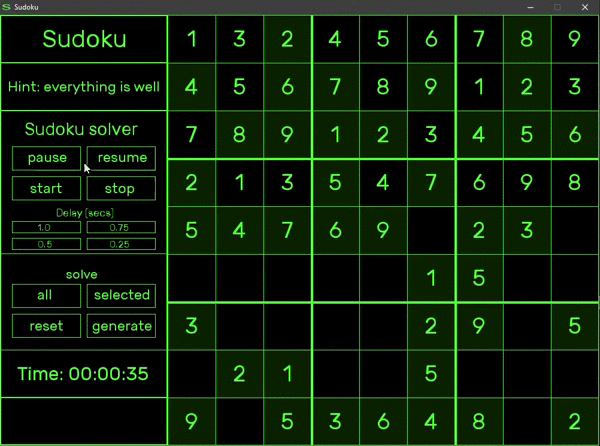 Sudoku
Sudoku
Hint: everything is well
Sudoku solver
pause resume
start stop
Delay [secs]
1.0 0.75
0.5 0.25
solve
all selected
reset generate
Time: 00:00:35
1 3 2 4 5 6 7 8 9
4 5 6 7 8 9 1 2 3
7 8 9 1 2 3 4 5 6
2 1 3 5 4 7 6 9 8
5 4 7 6 9 2 3
1 5
3 2 9 5
2 1 5
9 5 3 6 4 8 2